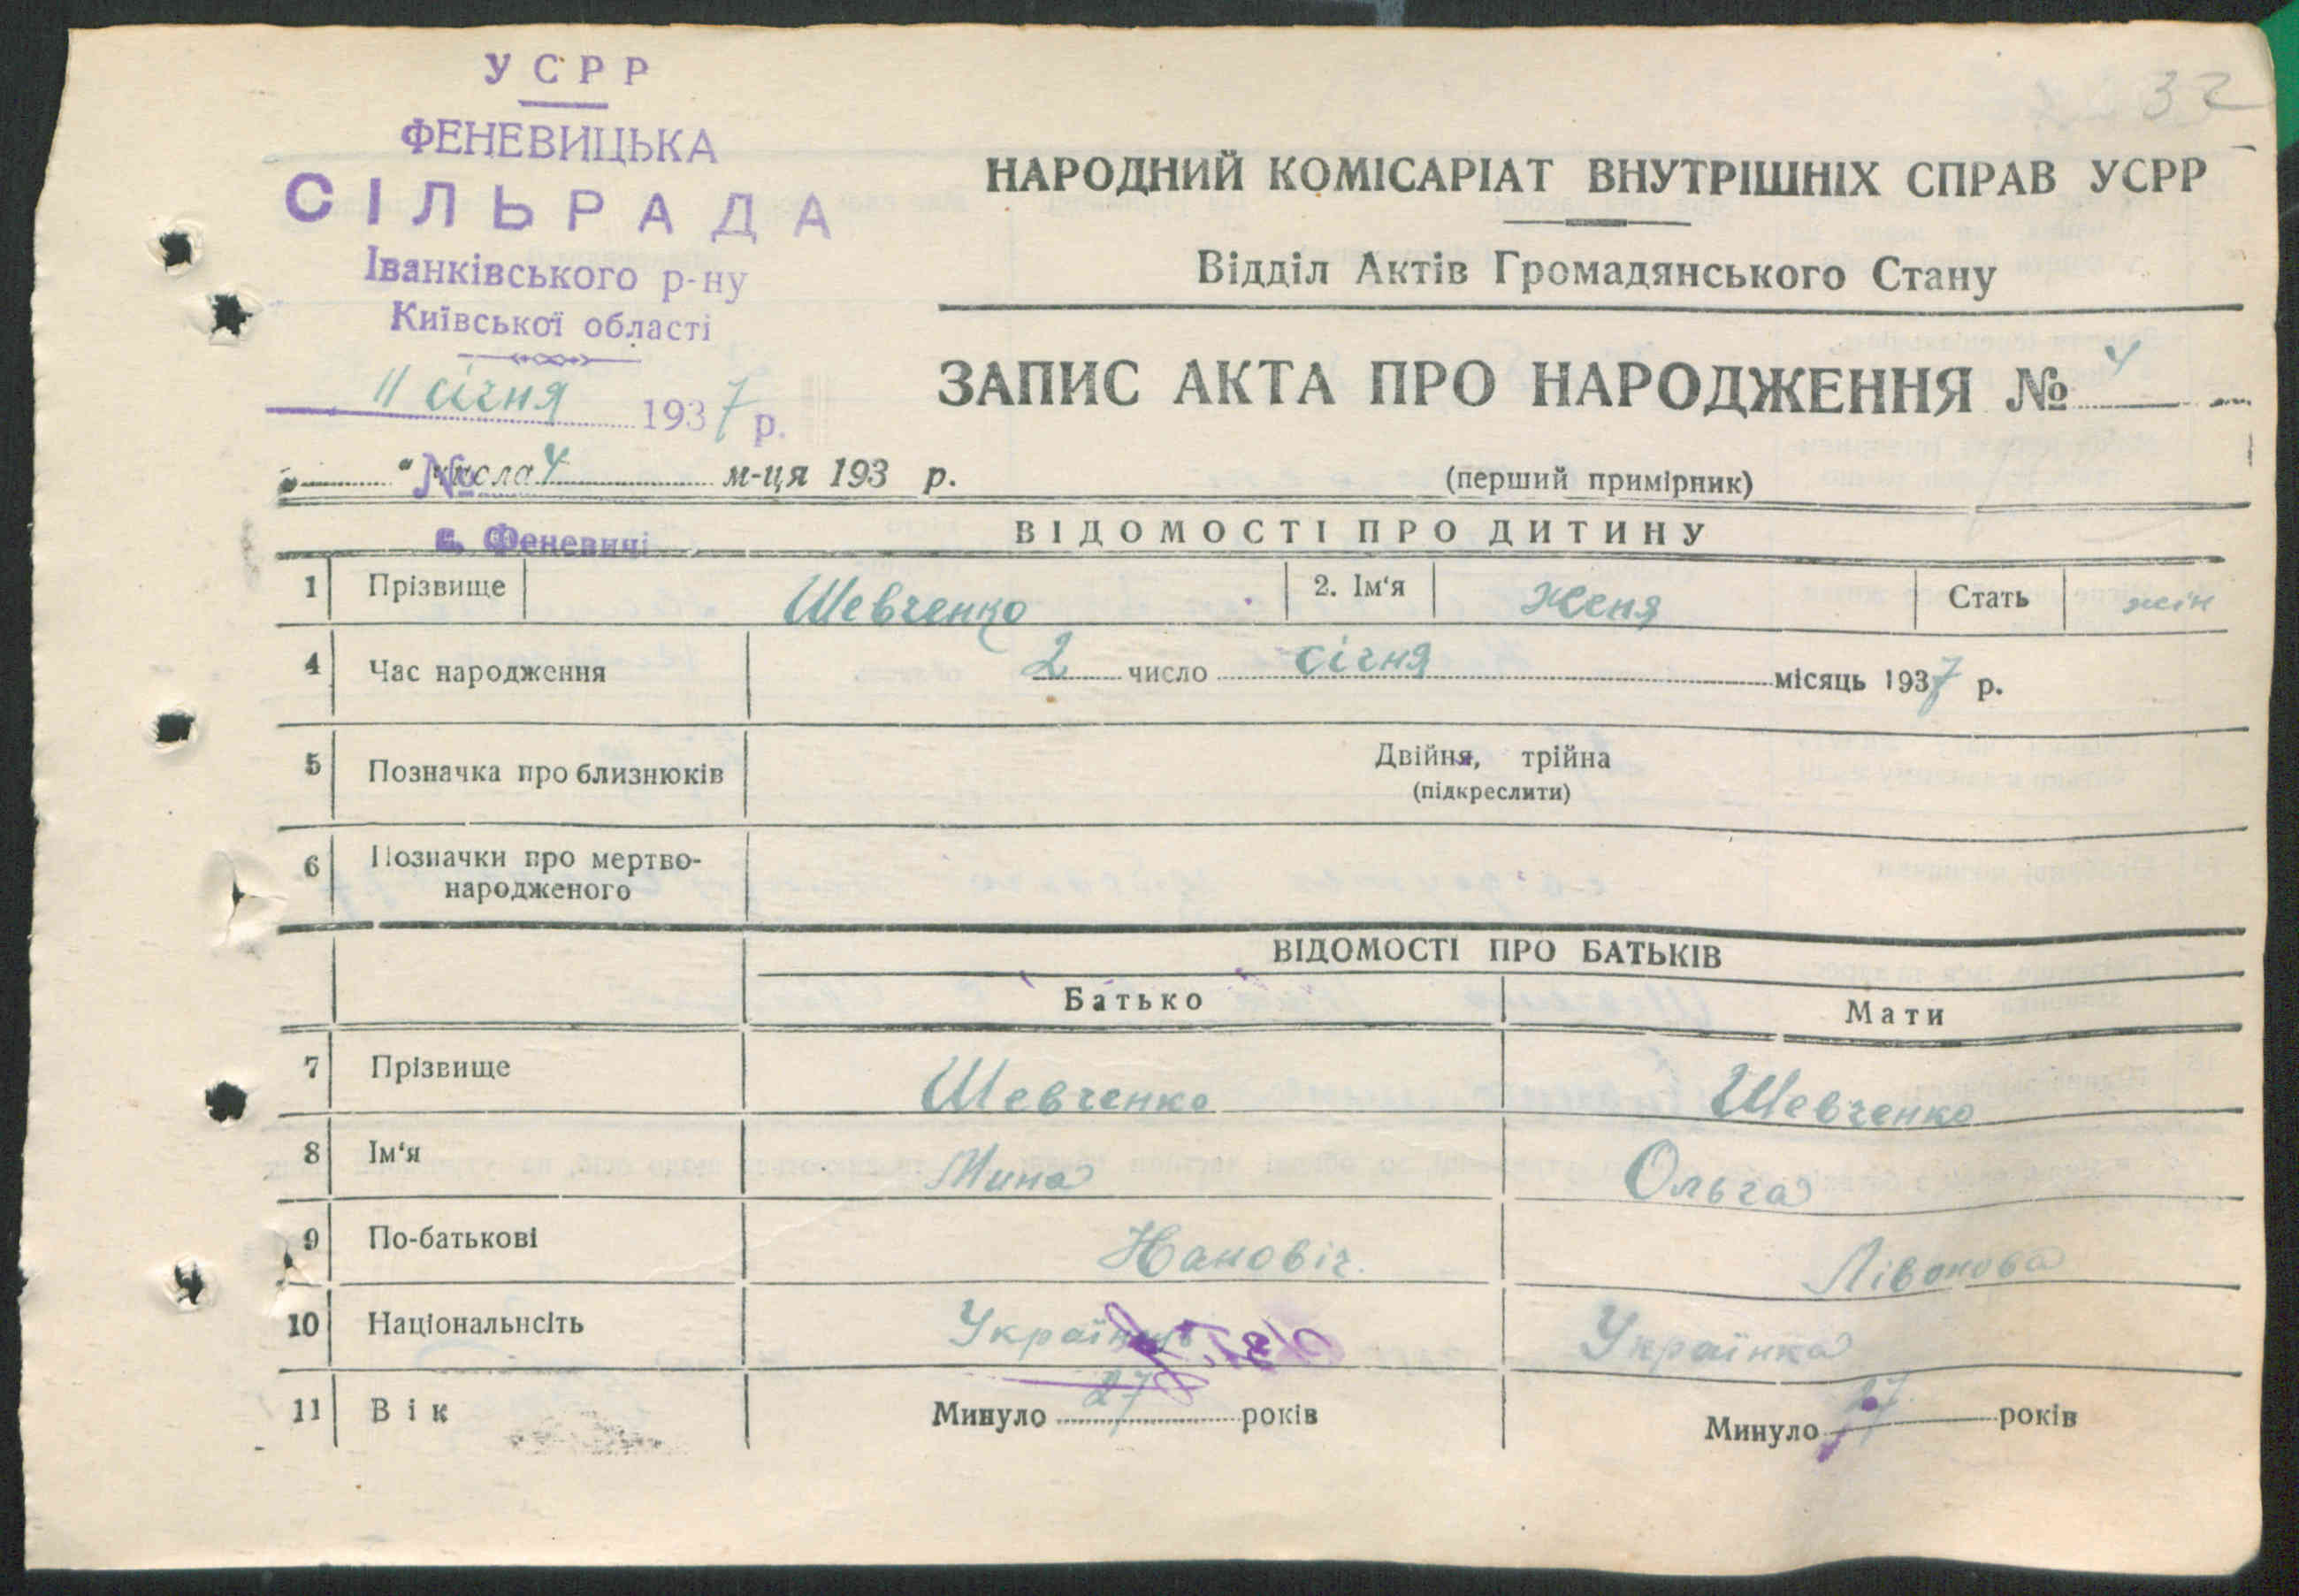 32
УСРР
ФЕНЕВИЦЬКА
СІЛЬРАДА
Іванківського р-ну
Київської області
11 січня 1937 р.
№ 4
с. Феневичі
НАРОДНИЙ КОМІСАРІАТ ВНУТРІШНІХ СПРАВ УСРР
Відділ Актів Громадянського Стану
ЗАПИС АКТА ПРО НАРОДЖЕННЯ № 4
" числа м-ця 193 р.
(перший примірник)
ВІДОМОСТІ ПРО ДИТИНУ
1 Прізвище Шевченко 2. Ім'я Женя Стать жін
4 Час народження 2 число січня місяць 1937 р.
5 Позначка про близнюків Двійня, трійна
(підкреслити)
6 Позначки про мертво-
народженого
ВІДОМОСТІ ПРО БАТЬКІВ
Батько Мати
7 Прізвище Шевченко Шевченко
8 Ім'я Мина Ольга
9 По-батькові
10 Національнсіть Українець Українка
11 Вік Минуло 27 років Минуло 27 років